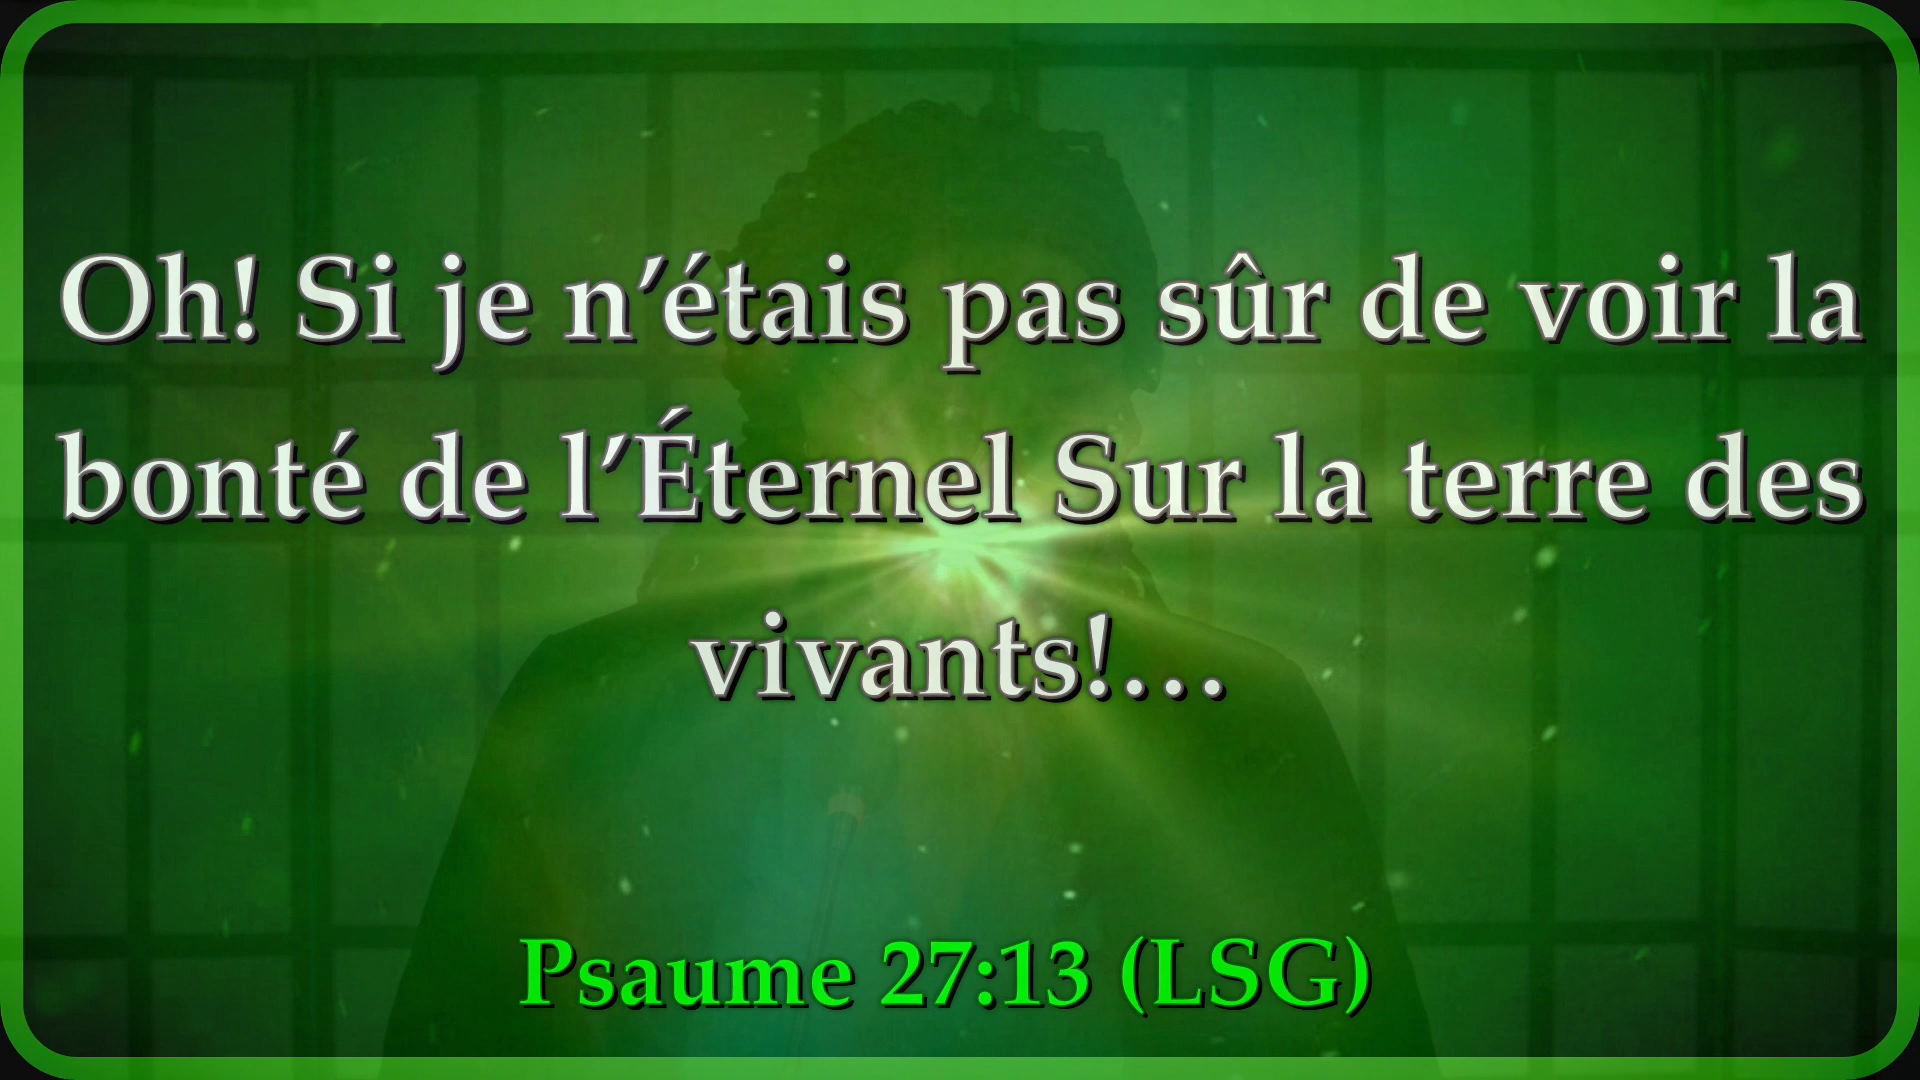 Oh! Si je n’étais pas sûr de voir la
bonté de l’Éternel Sur la terre des
vivants!…
Psaume 27:13 (LSG)